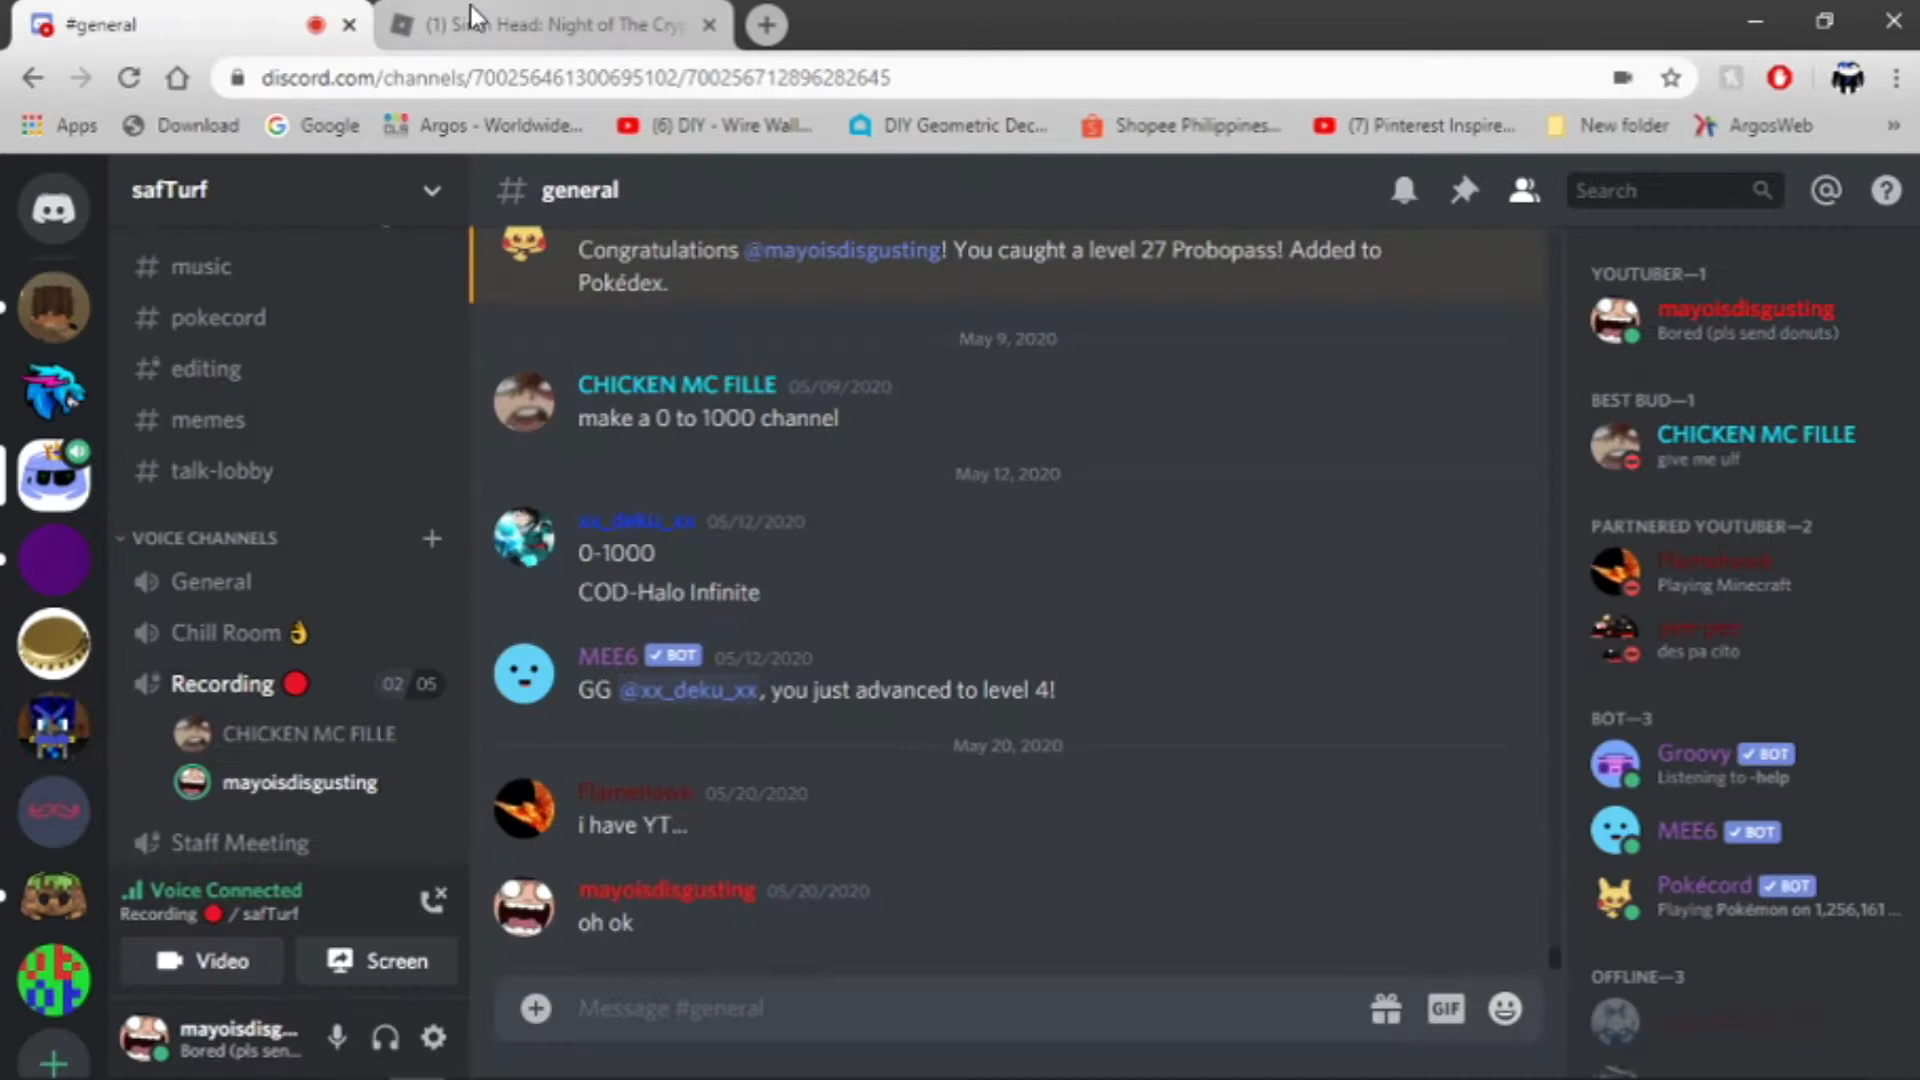 #general
(1) Siren Head: Night of The Cry
discord.com/channels/700256461300695102/700256712896282645
Apps
Download
Google
Argos - Worldwide...
(6) DIY - Wire Wall...
DIY Geometric Dec...
Shopee Philippines...
(7) Pinterest Inspire...
New folder
ArgosWeb
»
safTurf
# general
Search
# music
# pokecord
# editing
# memes
# talk-lobby
VOICE CHANNELS
General
Chill Room 👌
Recording 🔴 02 05
CHICKEN MC FILLE
mayoisdisgusting
Staff Meeting
Voice Connected
Recording 🔴 / safTurf
Video
Screen
mayoisdisg...
Bored (pls sen...
Congratulations @mayoisdisgusting! You caught a level 27 Probopass! Added to
Pokédex.
May 9, 2020
CHICKEN MC FILLE 05/09/2020
make a 0 to 1000 channel
May 12, 2020
xx_deku_xx 05/12/2020
0-1000
COD-Halo Infinite
MEE6 ✓ BOT 05/12/2020
GG @xx_deku_xx, you just advanced to level 4!
May 20, 2020
Flamehawk 05/20/2020
i have YT...
mayoisdisgusting 05/20/2020
oh ok
Message #general
GIF
YOUTUBER—1
mayoisdisgusting
Bored (pls send donuts)
BEST BUD—1
CHICKEN MC FILLE
give me ulf
PARTNERED YOUTUBER—2
Flamehawk
Playing Minecraft
des pa cito
BOT—3
Groovy ✓ BOT
Listening to -help
MEE6 ✓ BOT
Pokécord ✓ BOT
Playing Pokémon on 1,256,161...
OFFLINE—3